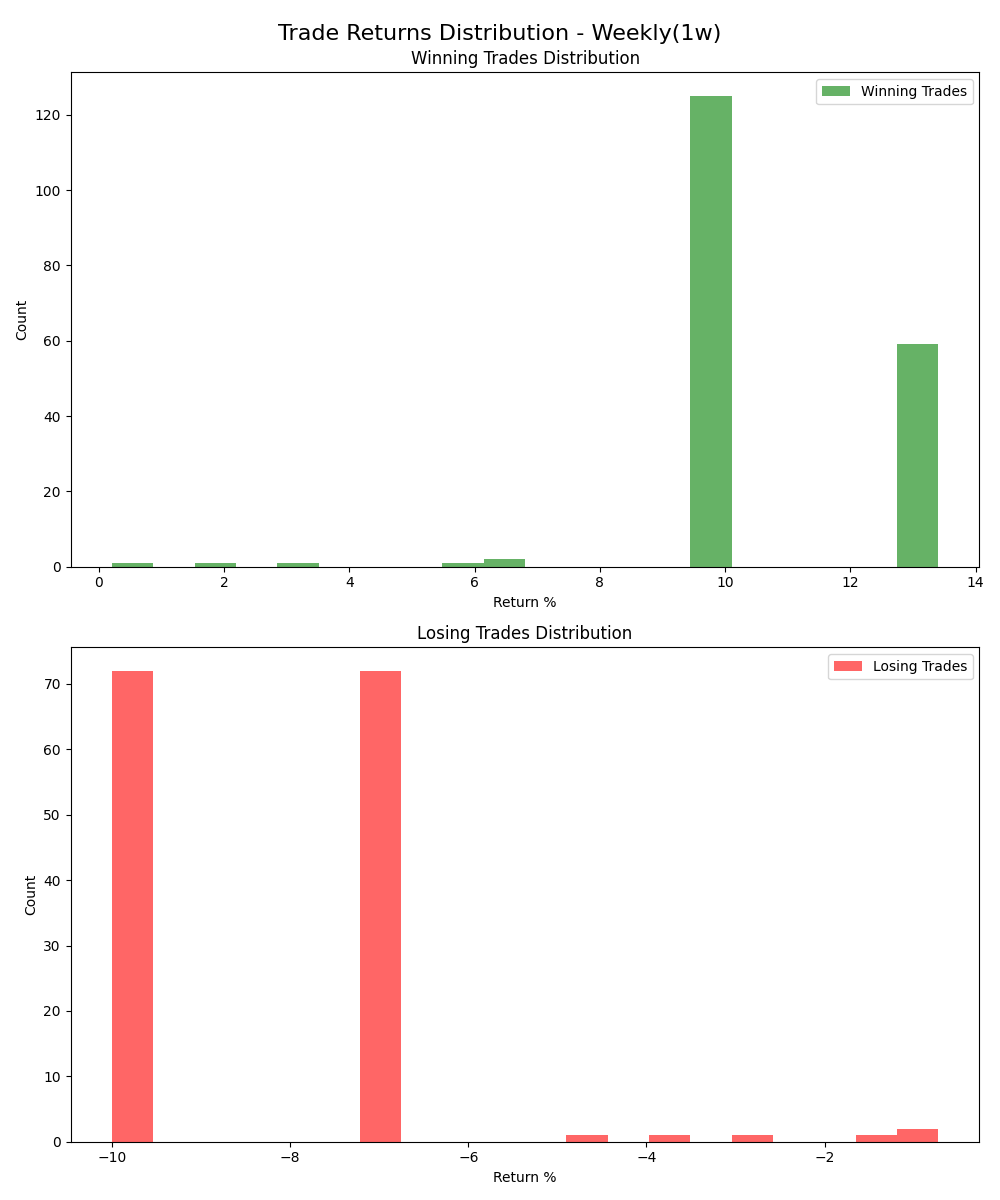 Trade Returns Distribution - Weekly(1w)
Winning Trades Distribution
Winning Trades
120
100
80
60
40
20
0
Count
0 2 4 6 8 10 12 14
Return %
Losing Trades Distribution
Losing Trades
70
60
50
40
30
20
10
0
Count
−10 −8 −6 −4 −2
Return %